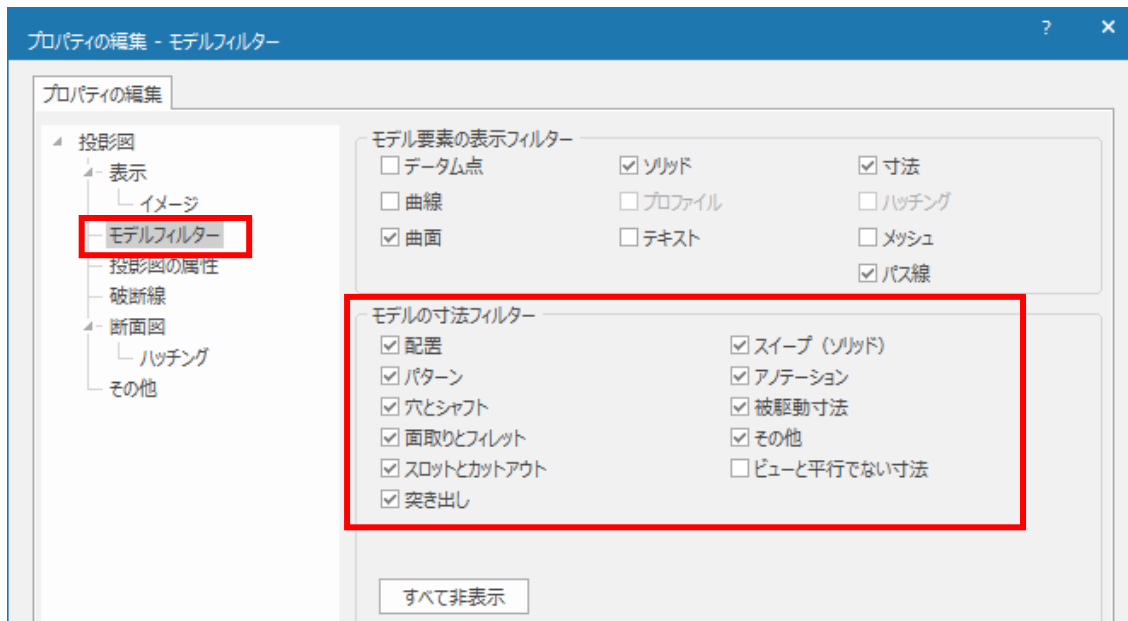 プロパティの編集 - モデルフィルター
? ×
プロパティの編集
投影図
表示
イメージ
モデルフィルター
投影図の属性
破断線
断面図
ハッチング
その他
モデル要素の表示フィルター
データム点 ソリッド 寸法
曲線 プロファイル ハッチング
曲面 テキスト メッシュ
パス線
モデルの寸法フィルター
配置 スイープ（ソリッド）
パターン アノテーション
穴とシャフト 被駆動寸法
面取りとフィレット その他
スロットとカットアウト ビューと平行でない寸法
突き出し
すべて非表示